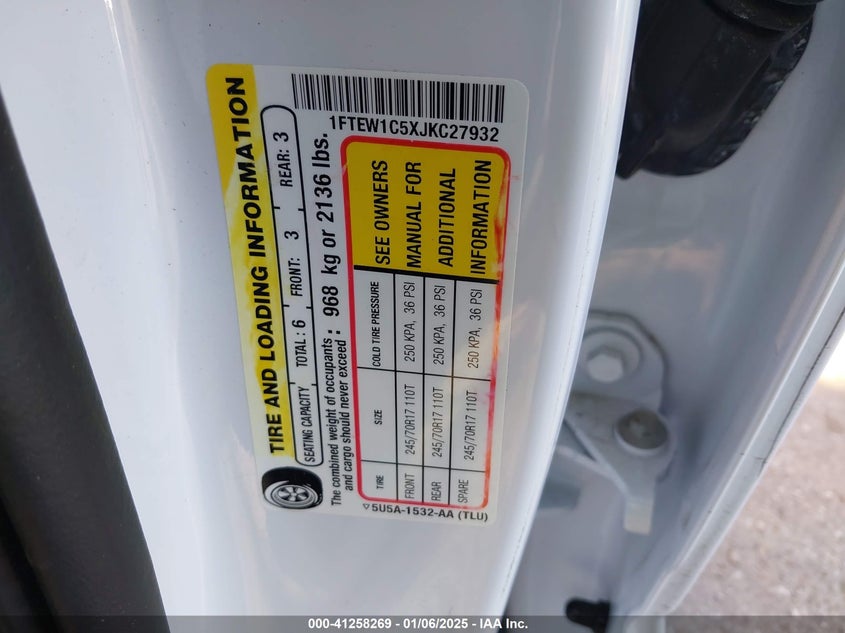 TIRE AND LOADING INFORMATION
1FTEW1C5XJKC27932
SEATING CAPACITY TOTAL : 6 FRONT: 3 REAR: 3
The combined weight of occupants and cargo should never exceed : 968 kg or 2136 lbs.
TIRE SIZE COLD TIRE PRESSURE
FRONT 245/70R17 110T 250 KPA, 36 PSI
REAR 245/70R17 110T 250 KPA, 36 PSI
SPARE 245/70R17 110T 250 KPA, 36 PSI
SEE OWNERS
MANUAL FOR
ADDITIONAL
INFORMATION
▽5U5A-1532-AA (TLU)
000-41258269 - 01/06/2025 - IAA Inc.